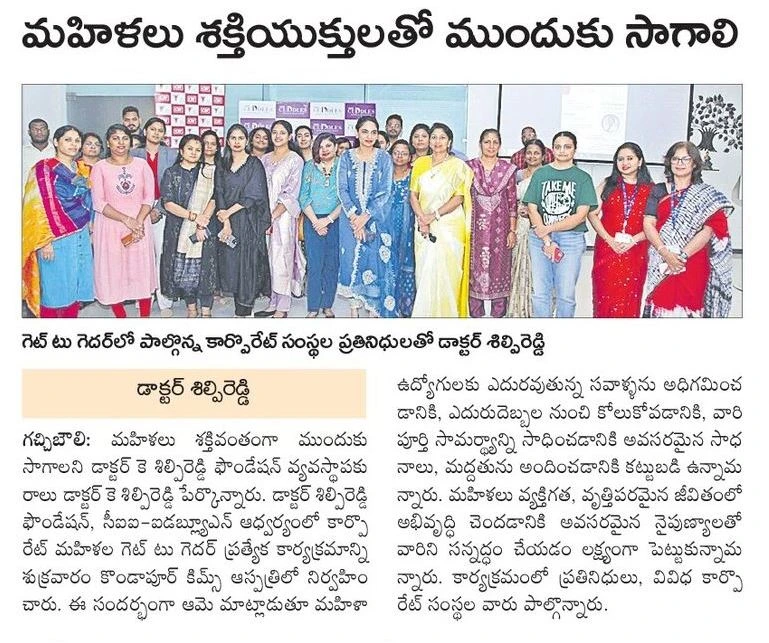 మహిళలు శక్తియుక్తులతో ముందుకు సాగాలి
TAKE ME
గెట్ టు గెదర్‌లో పాల్గొన్న కార్పొరేట్ సంస్థల ప్రతినిధులతో డాక్టర్ శిల్పిరెడ్డి
డాక్టర్ శిల్పిరెడ్డి
గచ్చిబౌలి: మహిళలు శక్తివంతంగా ముందుకు
సాగాలని డాక్టర్ కె శిల్పిరెడ్డి ఫౌండేషన్ వ్యవస్థాపకు
రాలు డాక్టర్ కె శిల్పిరెడ్డి పేర్కొన్నారు. డాక్టర్ శిల్పిరెడ్డి
ఫౌండేషన్, సీఐఐ-ఐడబ్ల్యూఎన్ ఆధ్వర్యంలో కార్పొ
రేట్ మహిళల గెట్ టు గెదర్ ప్రత్యేక కార్యక్రమాన్ని
శుక్రవారం కొండాపూర్ కిమ్స్ ఆస్పత్రిలో నిర్వహిం
చారు. ఈ సందర్భంగా ఆమె మాట్లాడుతూ మహిళా
ఉద్యోగులకు ఎదురవుతున్న సవాళ్ళను అధిగమించ
డానికి, ఎదురుదెబ్బల నుంచి కోలుకోవడానికి, వారి
పూర్తి సామర్థ్యాన్ని సాధించడానికి అవసరమైన సాధ
నాలు, మద్దతును అందించడానికి కట్టుబడి ఉన్నామ
న్నారు. మహిళలు వ్యక్తిగత, వృత్తిపరమైన జీవితంలో
అభివృద్ధి చెందడానికి అవసరమైన నైపుణ్యాలతో
వారిని సన్నద్ధం చేయడం లక్ష్యంగా పెట్టుకున్నామ
న్నారు. కార్యక్రమంలో ప్రతినిధులు, వివిధ కార్పొ
రేట్ సంస్థల వారు పాల్గొన్నారు.